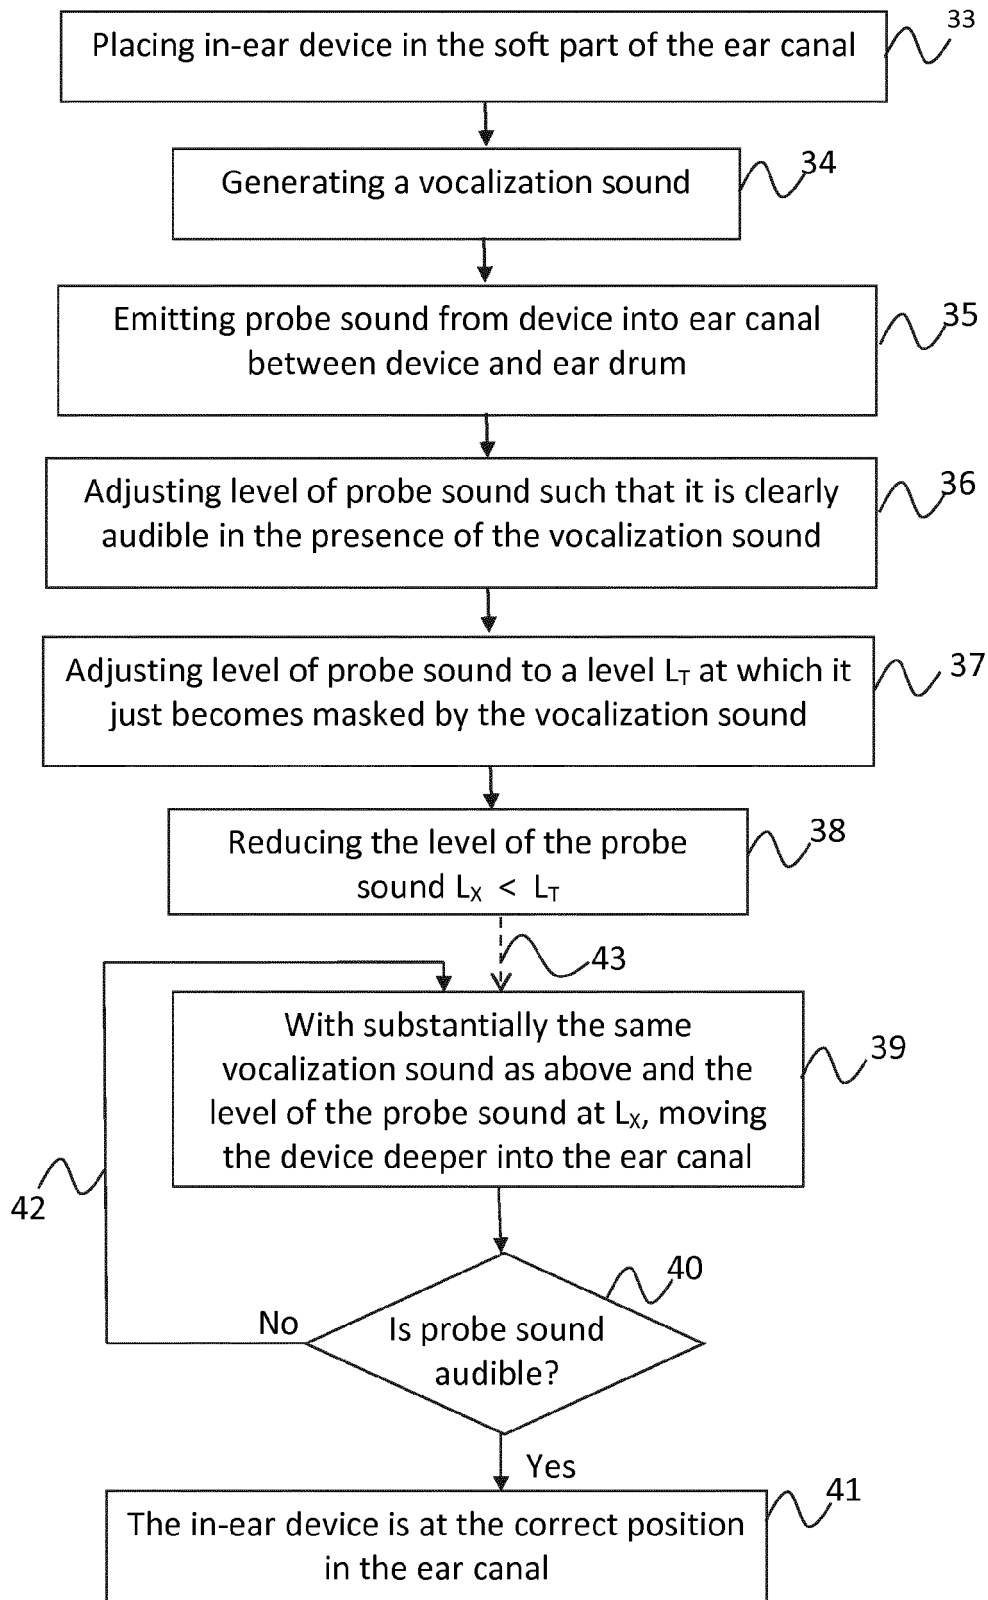 Placing in-ear device in the soft part of the ear canal
33
Generating a vocalization sound
34
Emitting probe sound from device into ear canal
between device and ear drum
35
Adjusting level of probe sound such that it is clearly
audible in the presence of the vocalization sound
36
Adjusting level of probe sound to a level LT at which it
just becomes masked by the vocalization sound
37
Reducing the level of the probe
sound LX < LT
38
43
With substantially the same
vocalization sound as above and the
level of the probe sound at LX, moving
the device deeper into the ear canal
39
42
40
No
Is probe sound
audible?
Yes
41
The in-ear device is at the correct position
in the ear canal